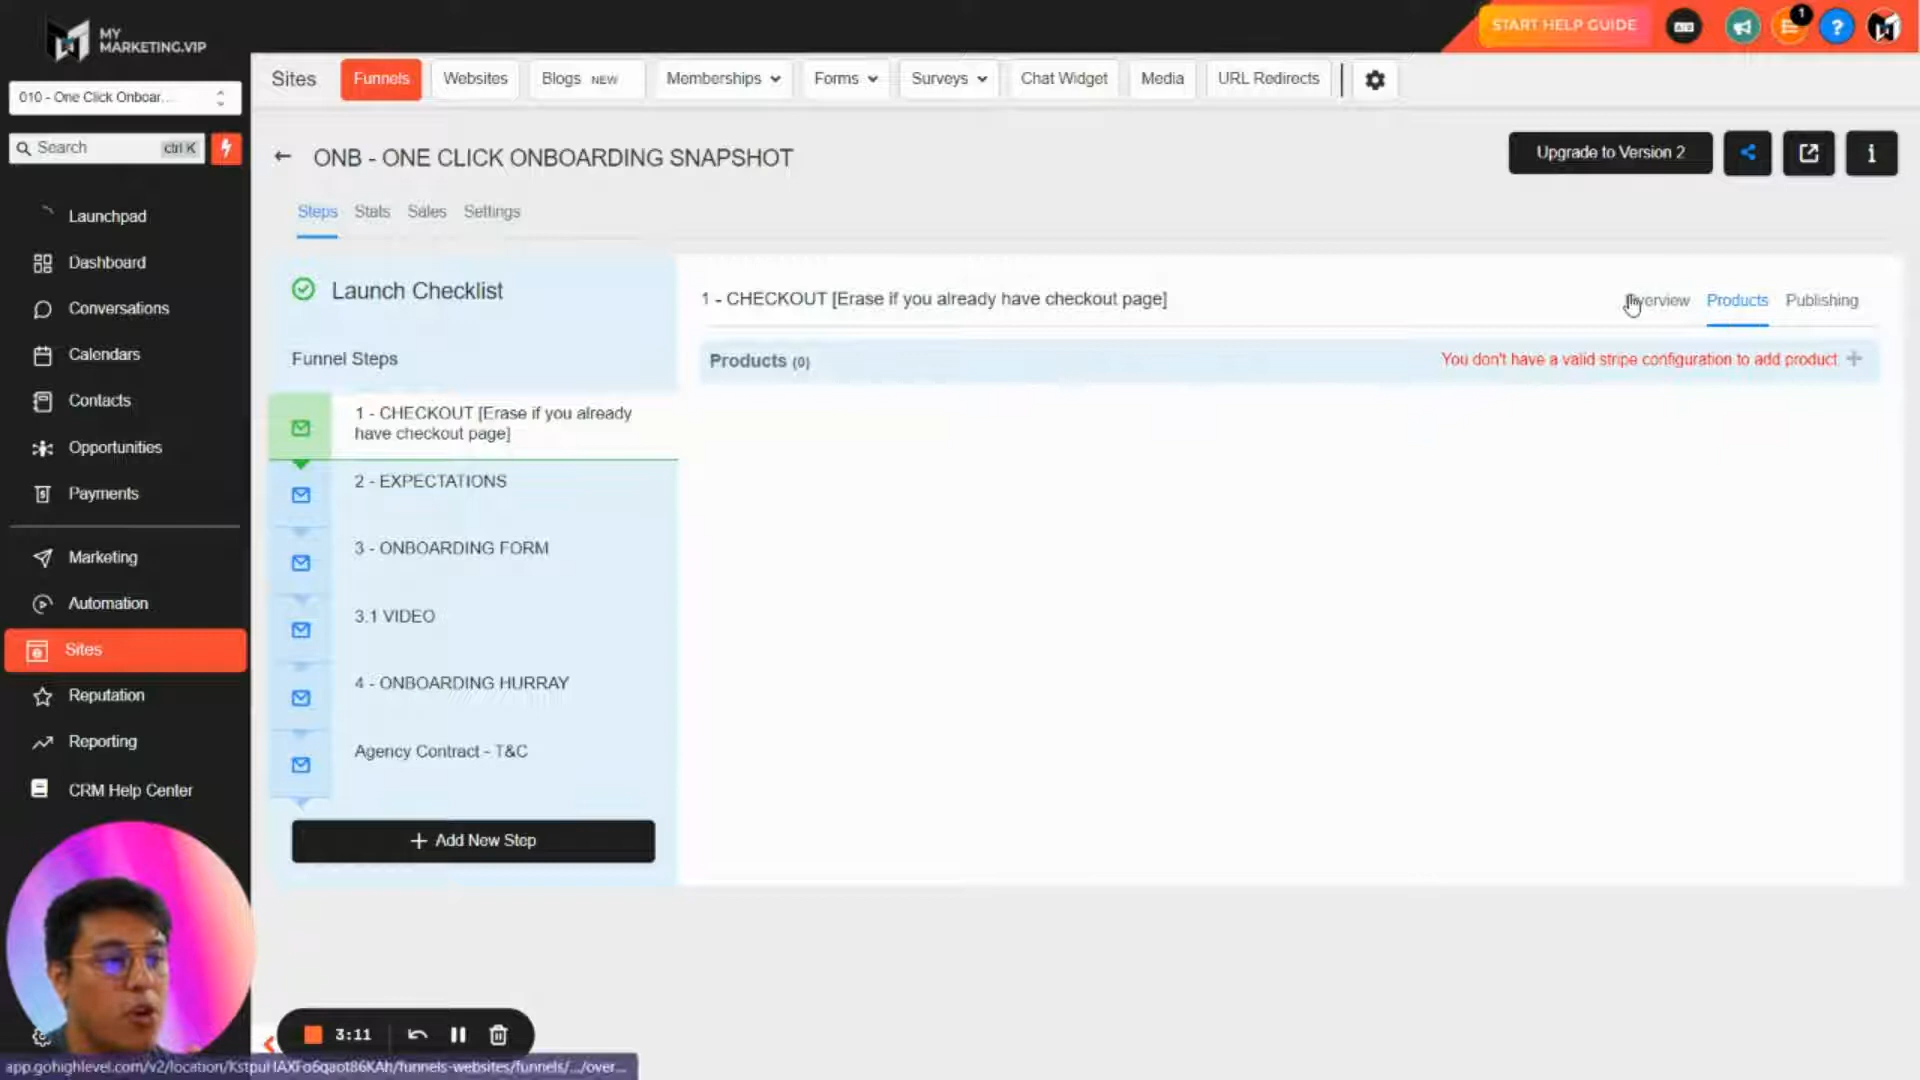 MY
MARKETING.VIP
START HELP GUIDE
1
?
010 - One Click Onboar...
Search
ctrl K
Launchpad
Dashboard
Conversations
Calendars
Contacts
Opportunities
Payments
Marketing
Automation
Sites
Reputation
Reporting
CRM Help Center
Sites
Funnels
Websites
Blogs NEW
Memberships
Forms
Surveys
Chat Widget
Media
URL Redirects
ONB - ONE CLICK ONBOARDING SNAPSHOT
Upgrade to Version 2
i
Steps
Stats
Sales
Settings
Launch Checklist
Funnel Steps
1 - CHECKOUT [Erase if you already
have checkout page]
2 - EXPECTATIONS
3 - ONBOARDING FORM
3.1 VIDEO
4 - ONBOARDING HURRAY
Agency Contract - T&C
+ Add New Step
1 - CHECKOUT [Erase if you already have checkout page]
Overview
Products
Publishing
Products (0)
You don't have a valid stripe configuration to add product +
3:11